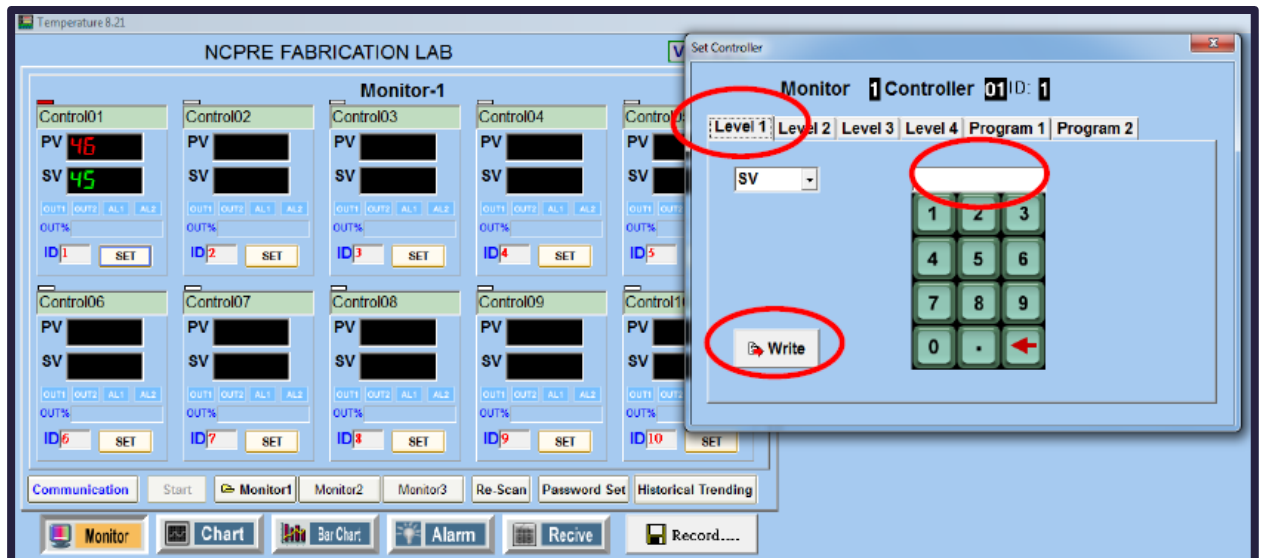 Temperature 8.21
NCPRE FABRICATION LAB
V
Monitor-1
Control01 Control02 Control03 Control04
PV 46 PV PV PV PV
SV 45 SV SV SV SV
OUT1 OUT2 AL1 AL2 OUT1 OUT2 AL1 AL2 OUT1 OUT2 AL1 AL2 OUT1 OUT2 AL1 AL2 OUT1 OUT2
OUT% OUT% OUT% OUT% OUT%
ID 1 SET ID 2 SET ID 3 SET ID 4 SET ID 5
Control06 Control07 Control08 Control09 Control1
PV PV PV PV PV
SV SV SV SV SV
OUT1 OUT2 AL1 AL2 OUT1 OUT2 AL1 AL2 OUT1 OUT2 AL1 AL2 OUT1 OUT2 AL1 AL2 OUT1
OUT% OUT% OUT% OUT% OUT%
ID 6 SET ID 7 SET ID 8 SET ID 9 SET ID 10 SET
Communication Start Monitor1 Monitor2 Monitor3 Re-Scan Password Set Historical Trending
Monitor Chart Bar Chart Alarm Recive Record....
Set Controller
Monitor 1 Controller 01 ID: 1
Level 1 Level 2 Level 3 Level 4 Program 1 Program 2
SV
1 2 3
4 5 6
7 8 9
Write 0 .